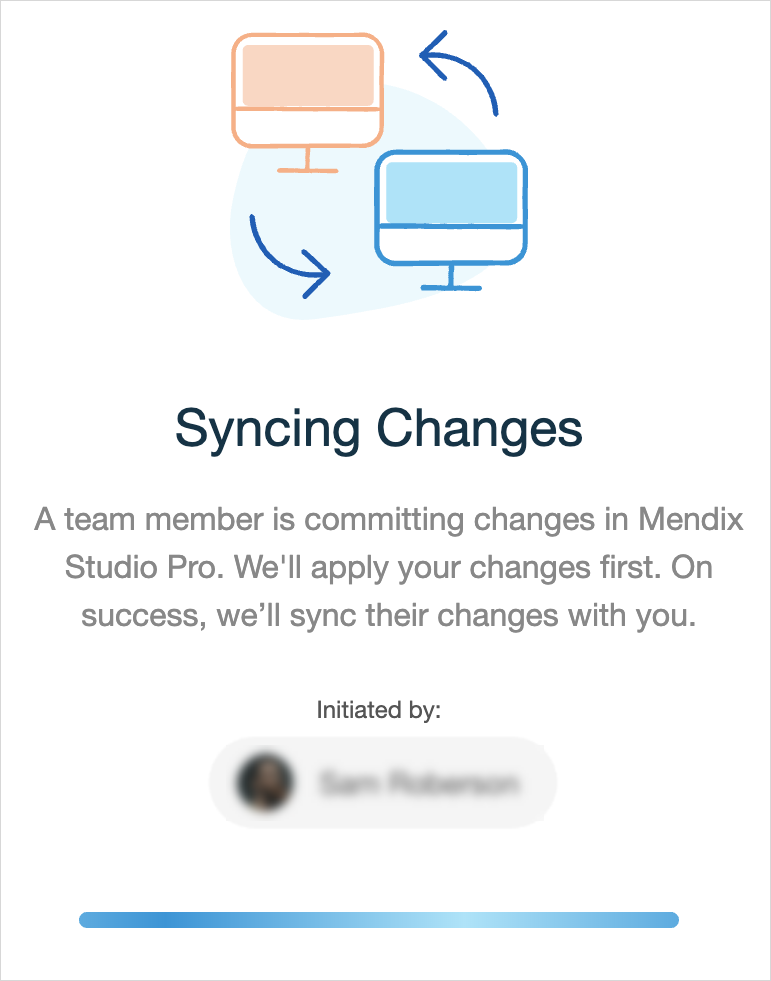 Syncing Changes
A team member is committing changes in Mendix
Studio Pro. We'll apply your changes first. On
success, we’ll sync their changes with you.
Initiated by: